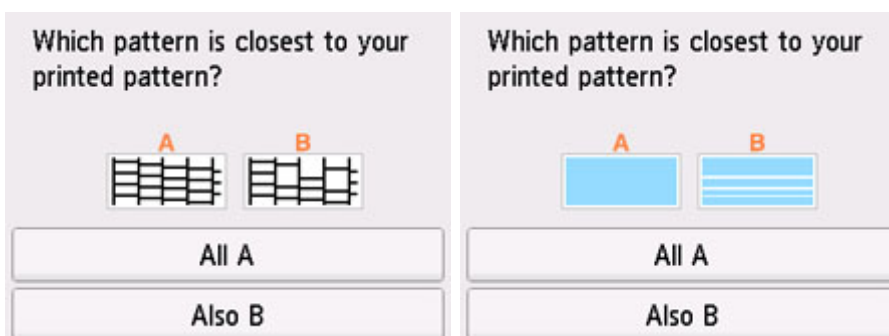 Which pattern is closest to your
printed pattern?
A B
All A
Also B
Which pattern is closest to your
printed pattern?
A B
All A
Also B